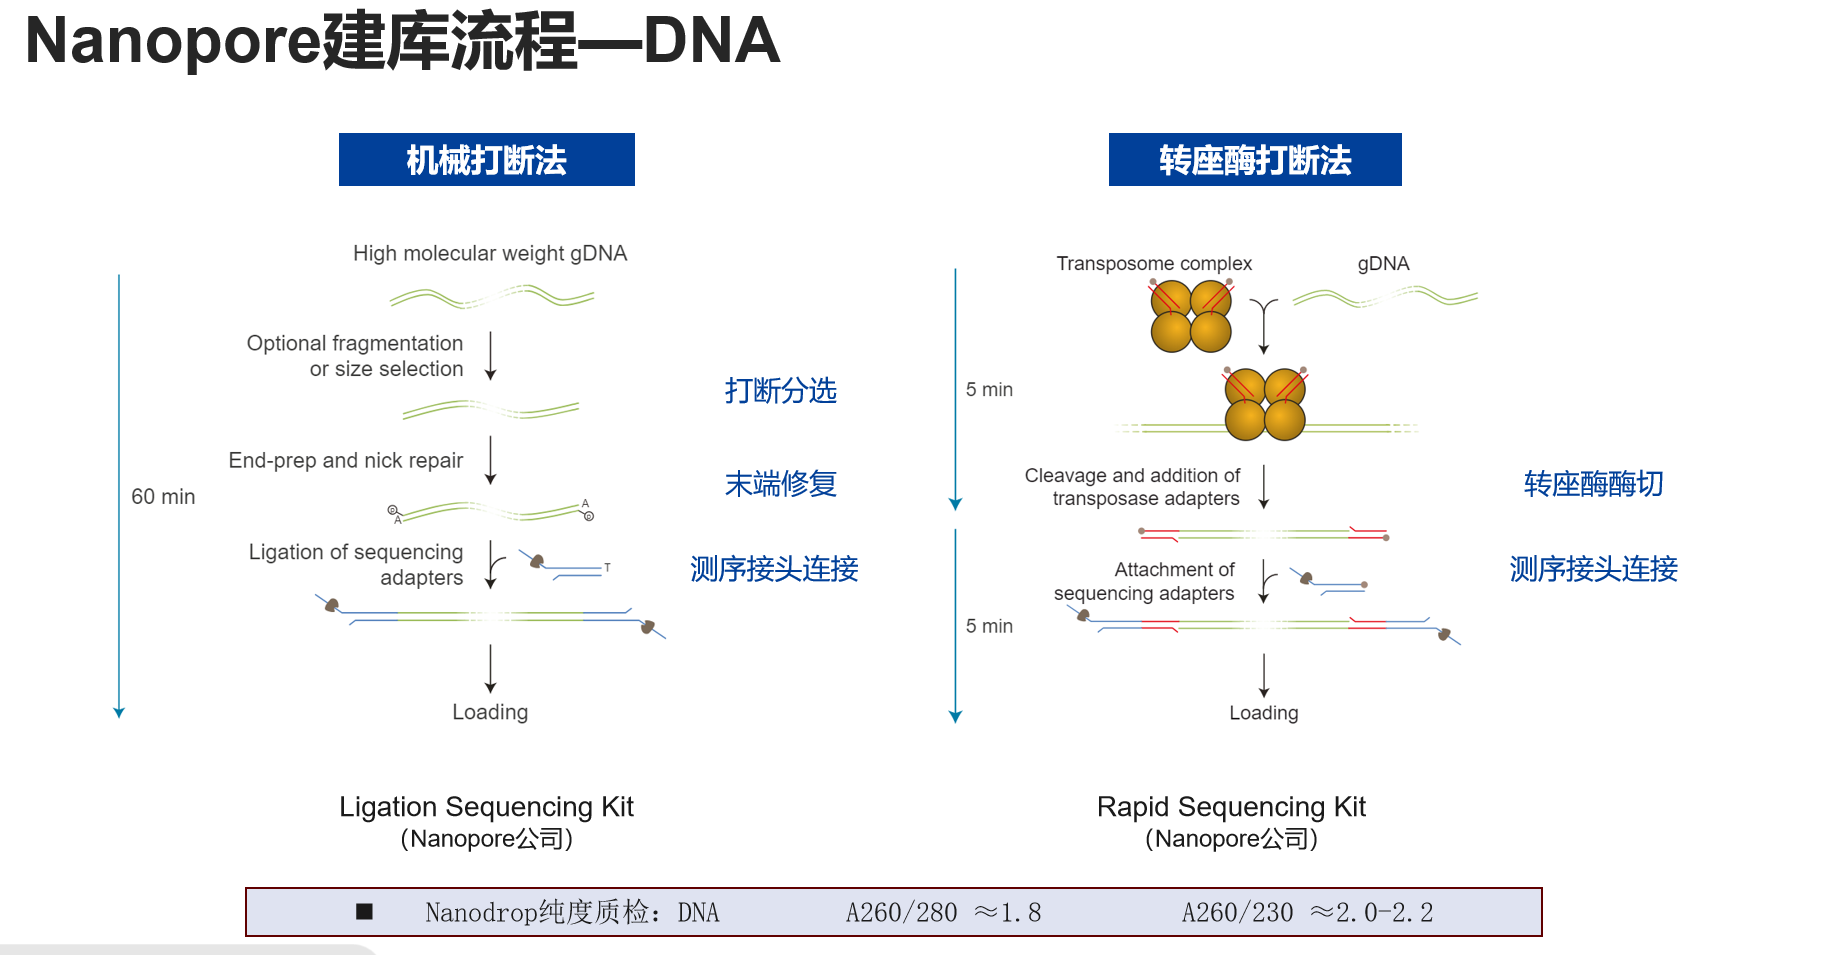 Nanopore建库流程—DNA
机械打断法
High molecular weight gDNA
Optional fragmentation
or size selection
打断分选
End-prep and nick repair
末端修复
60 min
P
A
A
P
Ligation of sequencing
adapters
T
测序接头连接
Loading
Ligation Sequencing Kit
(Nanopore公司)
转座酶打断法
Transposome complex
gDNA
5 min
Cleavage and addition of
transposase adapters
转座酶酶切
Attachment of
sequencing adapters
测序接头连接
5 min
Loading
Rapid Sequencing Kit
(Nanopore公司)
■ Nanodrop纯度质检：DNA A260/280 ≈1.8 A260/230 ≈2.0-2.2